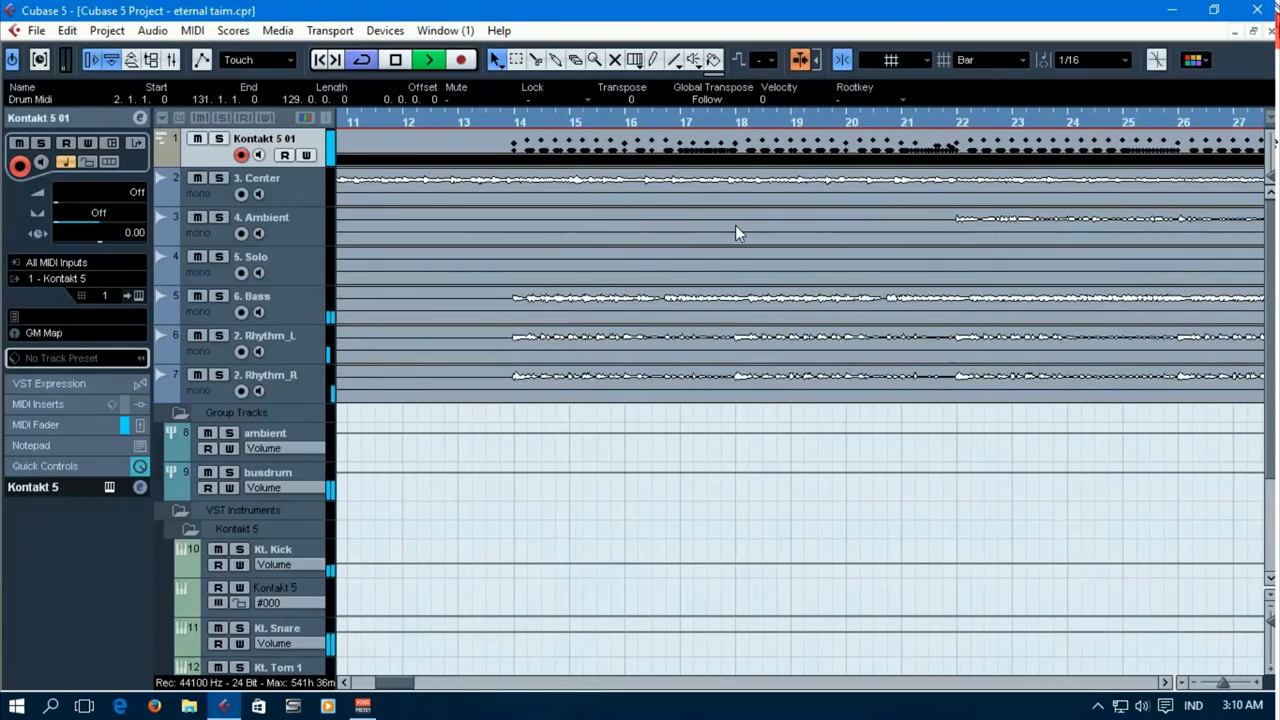 Cubase 5 - [Cubase 5 Project - eternal taim.cpr]
File Edit Project Audio MIDI Scores Media Transport Devices Window (1) Help
Touch - Bar 1/16
Name Start End Length Offset Mute Lock Transpose Global Transpose Velocity Rootkey
Drum Midi 2. 1. 1. 0 131. 1. 1. 0 129. 0. 0. 0 0. 0. 0. 0 - - 0 Follow 0 -
Kontakt 5 01
11 12 13 14 15 16 17 18 19 20 21 22 23 24 25 26 27
Off
Off
0.00
All MIDI Inputs
1 - Kontakt 5
1
GM Map
No Track Preset
VST Expression
MIDI Inserts
MIDI Fader
Notepad
Quick Controls
Kontakt 5
1 m S Kontakt 5 01
R W
2 m S 3. Center
mono
3 m S 4. Ambient
mono
4 m S 5. Solo
mono
5 m S 6. Bass
mono
6 m S 2. Rhythm_L
mono
7 m S 2. Rhythm_R
mono
Group Tracks
8 m S ambient
R W Volume
9 m S busdrum
R W Volume
VST Instruments
Kontakt 5
10 m S Kt. Kick
R W Volume
R W Kontakt 5
#000
11 m S Kt. Snare
R W Volume
12 m S Kt. Tom 1
Rec: 44100 Hz - 24 Bit - Max: 541h 36m
IND 3:10 AM